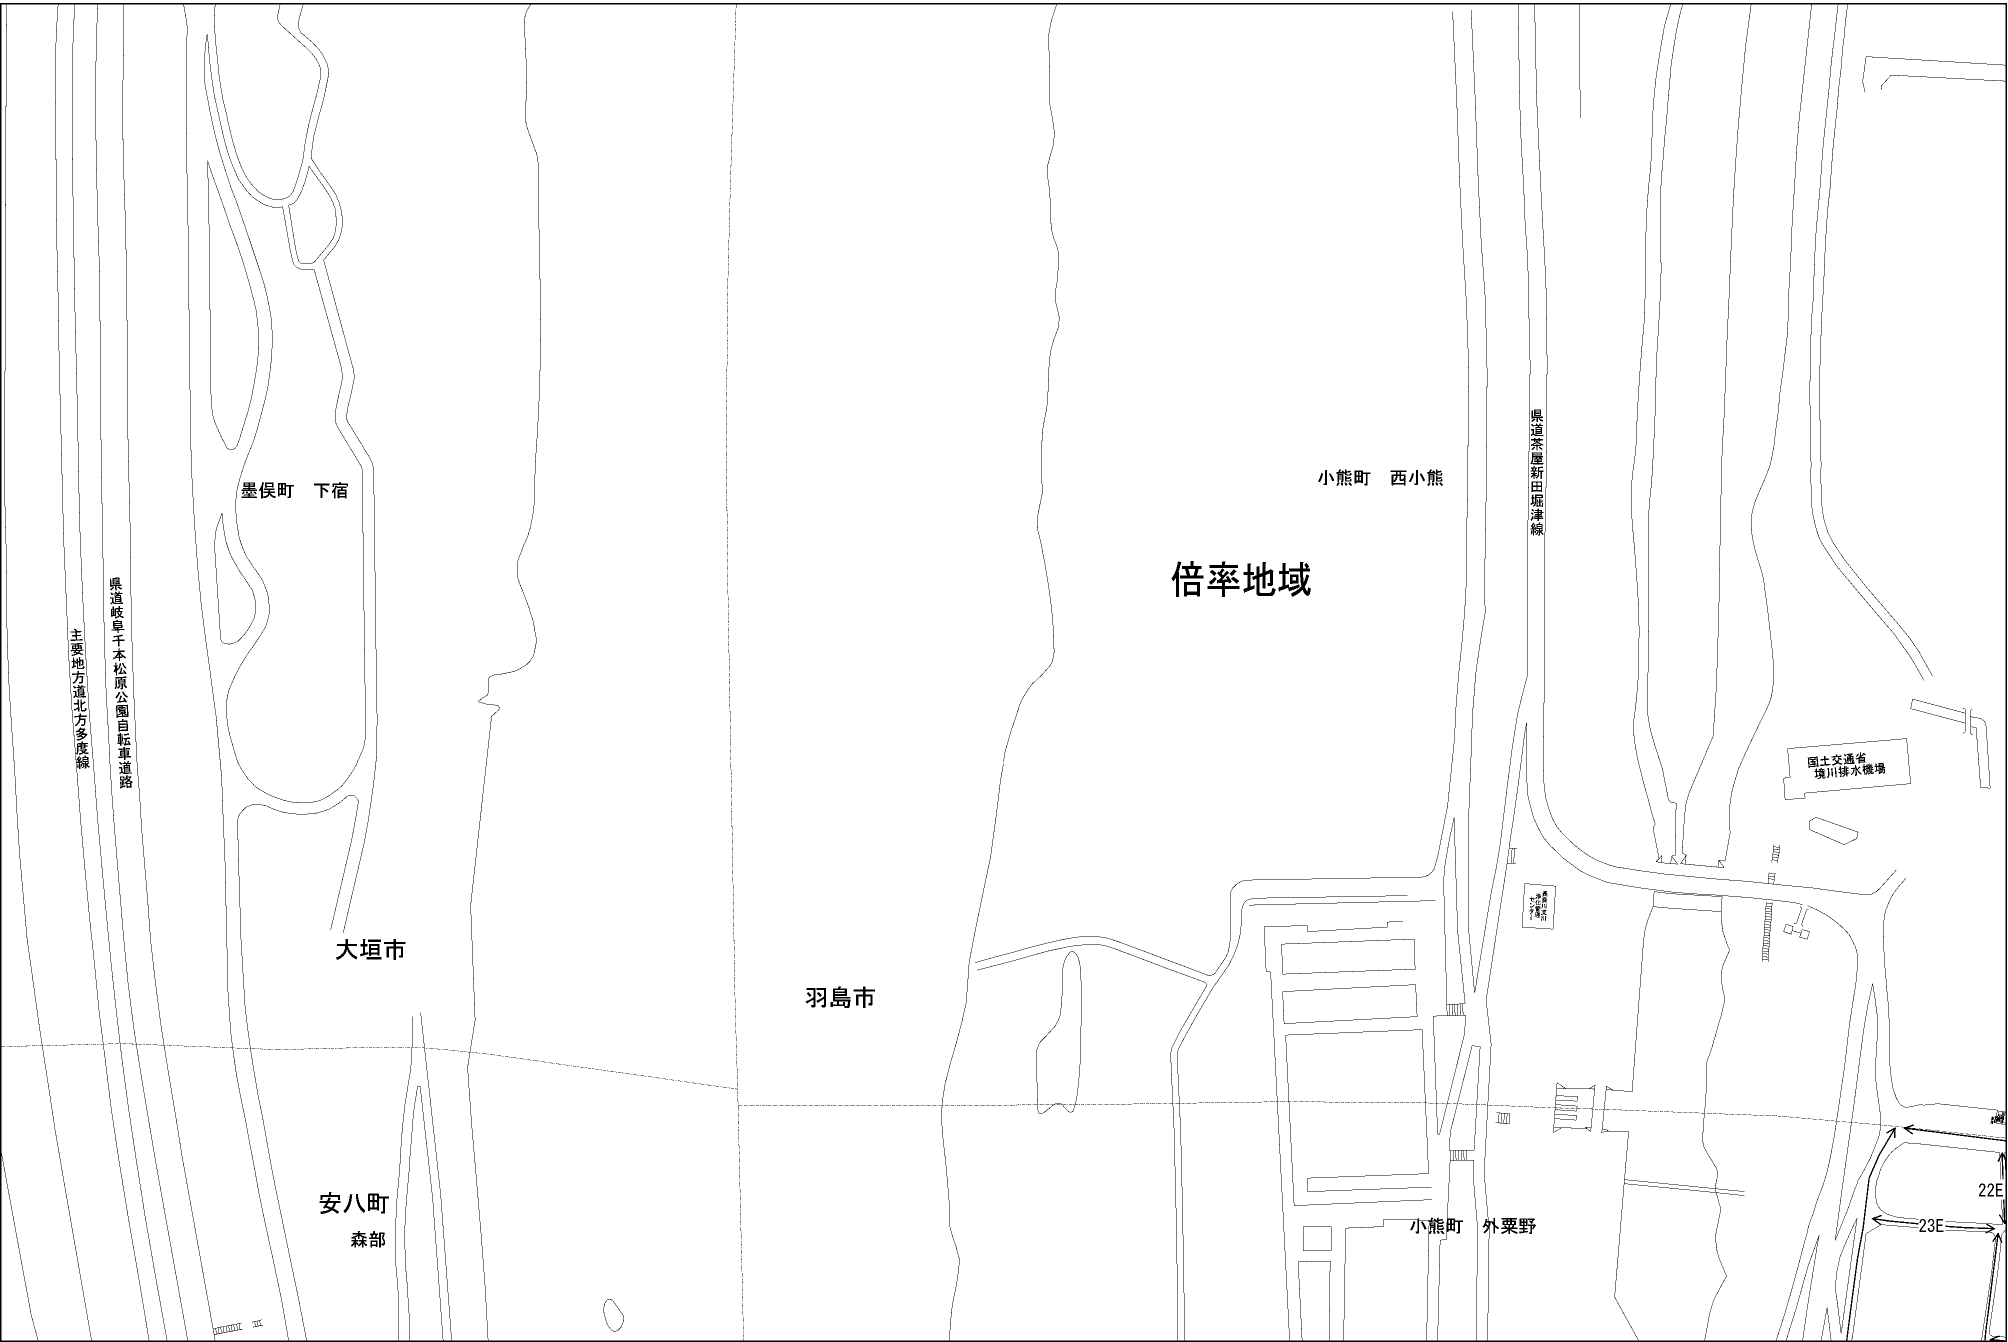 墨俣町　下宿
小熊町　西小熊
県道茶屋新田堀津線
倍率地域
県道岐阜千本松原公園自転車道路
主要地方道北方多度線
国土交通省
境川排水機場
大垣市
羽島市
安八町
森部
小熊町　外粟野
22E
23E